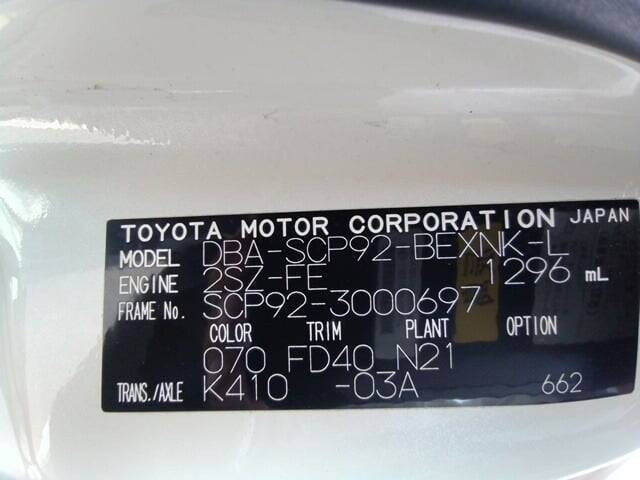 TOYOTA MOTOR CORPORATION JAPAN
MODEL DBA-SCP92-BEXNK-L
ENGINE 2SZ-FE 1296 mL
FRAME No. SCP92-3000697
COLOR TRIM PLANT OPTION
070 FD40 N21
TRANS./AXLE K410 -03A 662